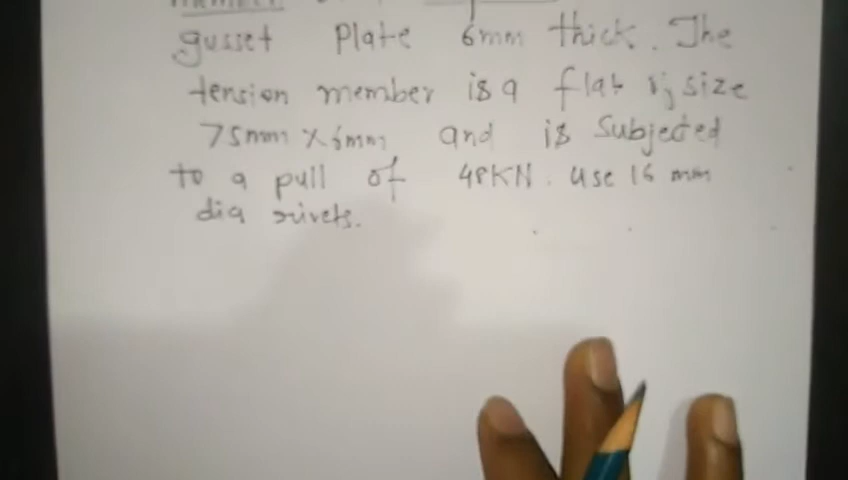 gusset Plate 6mm thick. The
tension member is a flat of size
75mm X 6mm and is Subjected
to a pull of 48KN. use 16 mm
dia rivets.